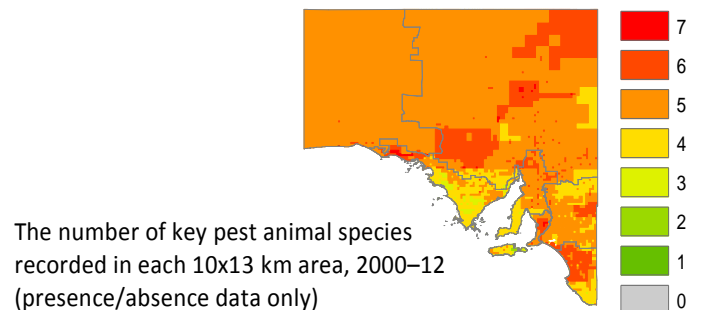 7
6
5
4
3
2
1
0
The number of key pest animal species
recorded in each 10x13 km area, 2000–12
(presence/absence data only)